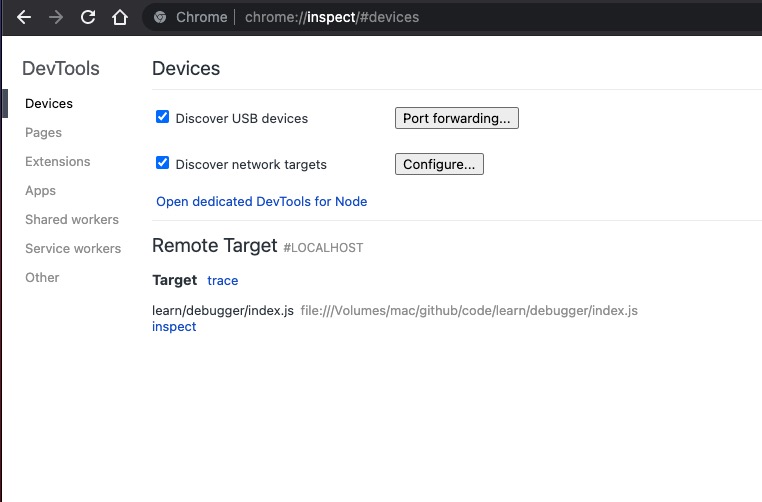 Chrome | chrome://inspect/#devices
DevTools
Devices
Pages
Extensions
Apps
Shared workers
Service workers
Other
Devices
Discover USB devices Port forwarding...
Discover network targets Configure...
Open dedicated DevTools for Node
Remote Target #LOCALHOST
Target trace
learn/debugger/index.js file:///Volumes/mac/github/code/learn/debugger/index.js
inspect